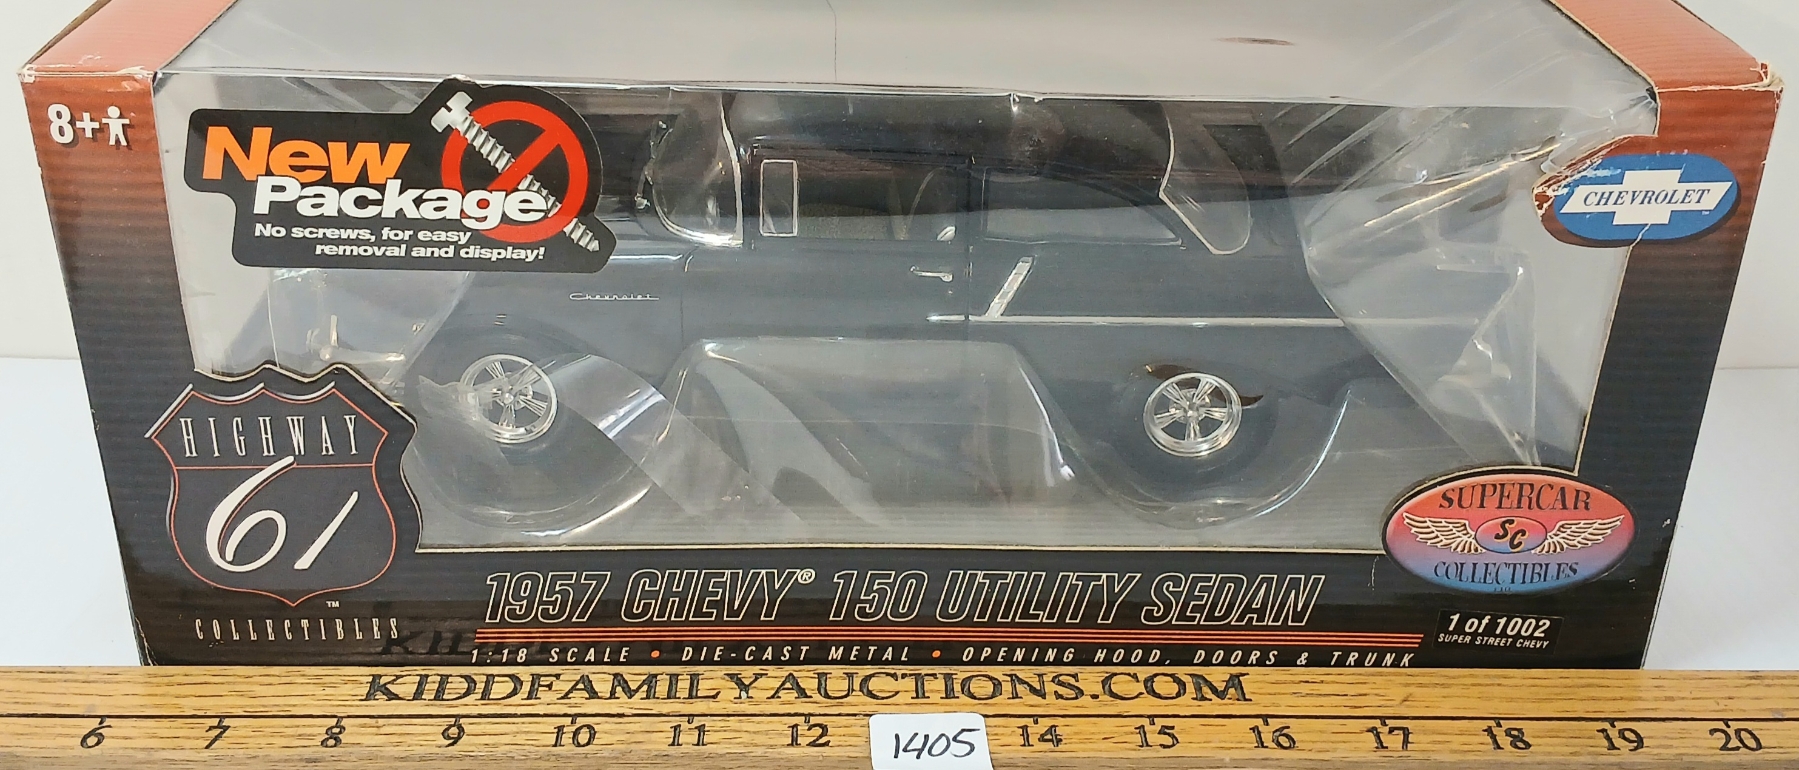 8+
New
Package
No screws, for easy
removal and display!
CHEVROLET
Chevrolet
HIGHWAY
61
™
COLLECTIBLES
SUPERCAR
SC
COLLECTIBLES
1957 CHEVY® 150 UTILITY SEDAN
1 of 1002
SUPER STREET CHEVY
1:18 SCALE • DIE-CAST METAL • OPENING HOOD, DOORS & TRUNK
KIDDFAMILYAUCTIONS.COM
6 7 8 9 10 11 12 14 15 16 17 18 19 20
1405